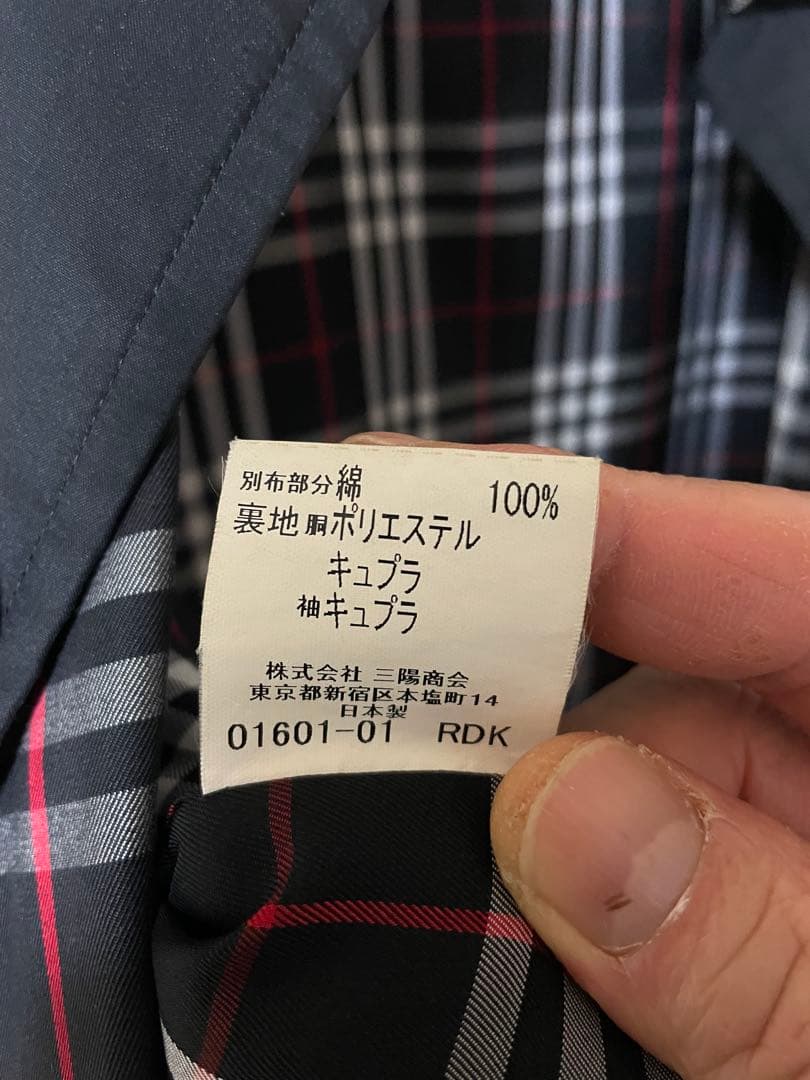 別布部分綿 100%
裏地 胴ポリエステル
キュプラ
袖キュプラ
株式会社 三陽商会
東京都新宿区本塩町14
日本製
01601-01 RDK